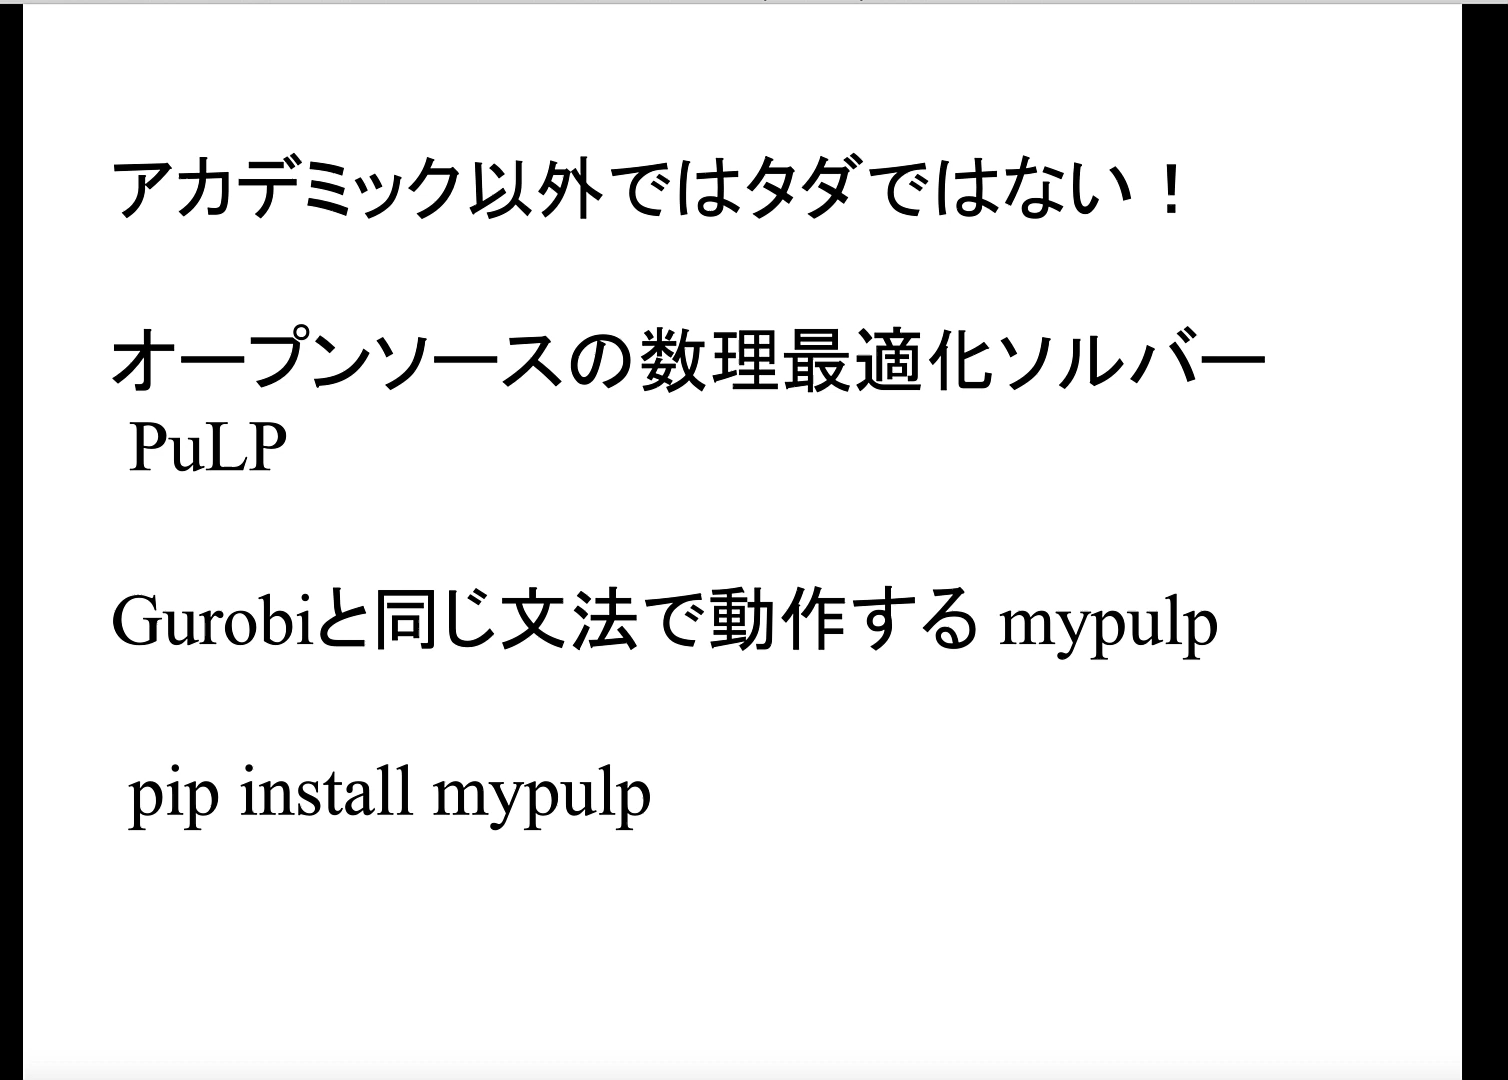 アカデミック以外ではタダではない！
オープンソースの数理最適化ソルバー
PuLP
Gurobiと同じ文法で動作する mypulp
pip install mypulp